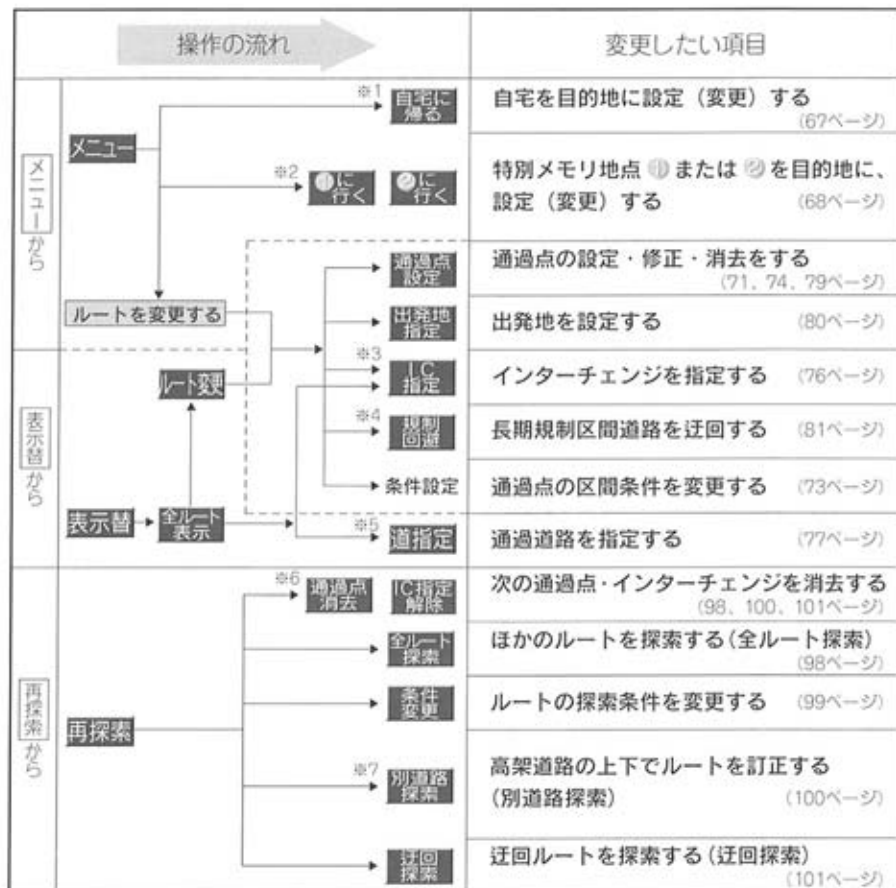 操作の流れ
変更したい項目
メニューから
メニュー
※1
自宅に
帰る
自宅を目的地に設定（変更）する
(67ページ)
※2
①に
行く
②に
行く
特別メモリ地点 ① または ② を目的地に、
設定（変更）する
(68ページ)
ルートを変更する
通過点
設定
通過点の設定・修正・消去をする
(71、74、79ページ)
出発地
指定
出発地を設定する
(80ページ)
表示替から
ルート変更
※3
IC
指定
インターチェンジを指定する
(76ページ)
※4
規制
回避
長期規制区間道路を迂回する
(81ページ)
条件設定
通過点の区間条件を変更する
(73ページ)
表示替
全ルート
表示
※5
道指定
通過道路を指定する
(77ページ)
再探索から
再探索
※6
通過点
消去
IC指定
解除
次の通過点・インターチェンジを消去する
(98、100、101ページ)
全ルート
探索
ほかのルートを探索する(全ルート探索)
(98ページ)
条件
変更
ルートの探索条件を変更する
(99ページ)
※7
別道路
探索
高架道路の上下でルートを訂正する
(別道路探索)
(100ページ)
迂回
探索
迂回ルートを探索する(迂回探索)
(101ページ)